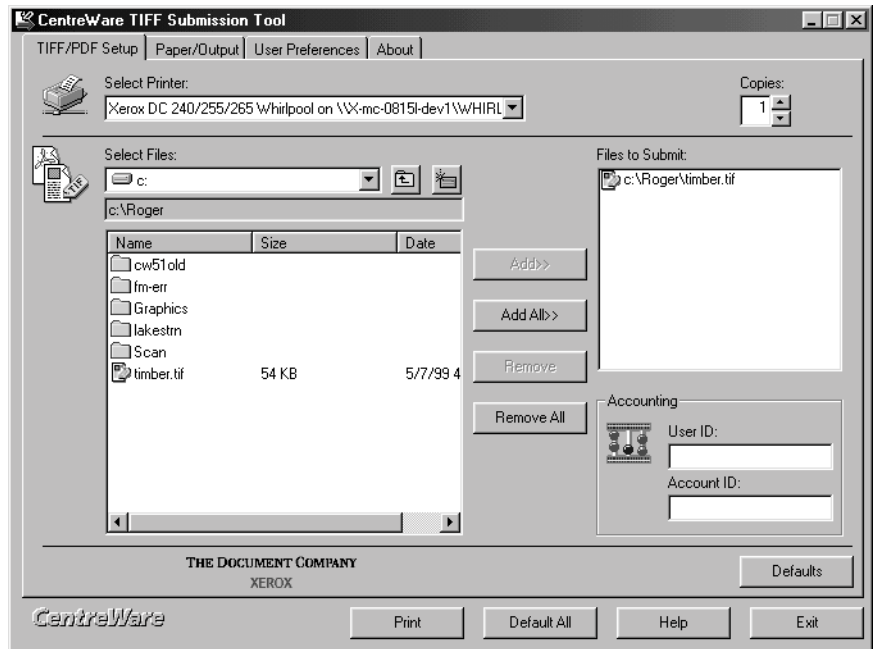 CentreWare TIFF Submission Tool
TIFF/PDF Setup Paper/Output User Preferences About
Select Printer:
Copies:
Xerox DC 240/255/265 Whirlpool on \\X-mc-0815l-dev1\WHIRL
1
Select Files:
Files to Submit:
c:
c:\Roger\timber.tif
c:\Roger
Name Size Date
cw51old
fm-err
Graphics
lakestrn
Scan
timber.tif 54 KB 5/7/99 4
Add>>
Add All>>
Remove
Remove All
Accounting
User ID:
Account ID:
THE DOCUMENT COMPANY
XEROX
Defaults
CentreWare
Print Default All Help Exit